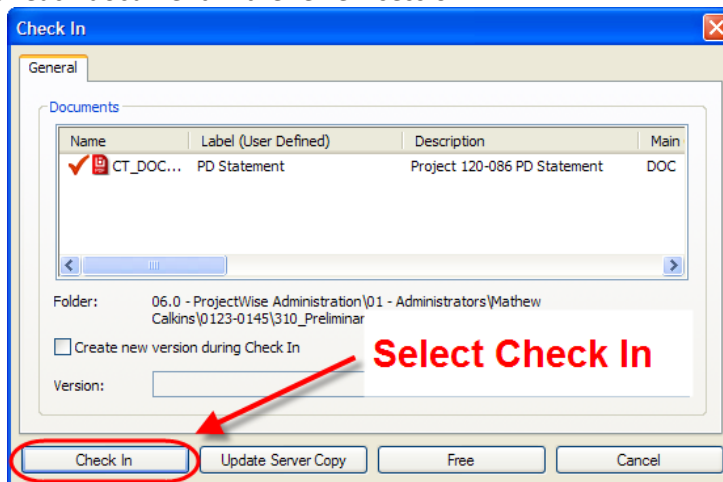 Check In
General
Documents
Name Label (User Defined) Description Main
CT_DOC... PD Statement Project 120-086 PD Statement DOC
Folder: 06.0 - ProjectWise Administration\01 - Administrators\Mathew
Calkins\0123-0145\310_Preliminar
Create new version during Check In
Select Check In
Version:
Check In Update Server Copy Free Cancel